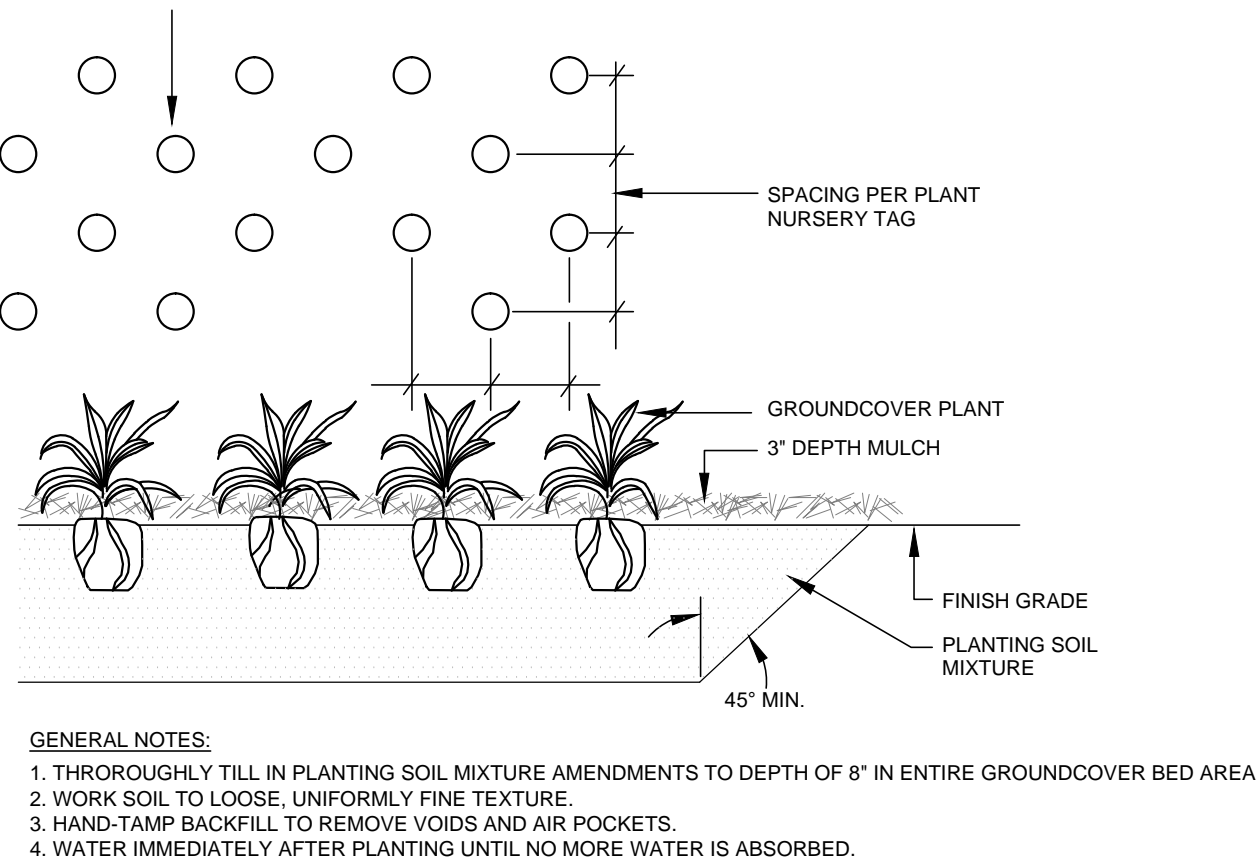 SPACING PER PLANT
NURSERY TAG
GROUNDCOVER PLANT
3" DEPTH MULCH
FINISH GRADE
PLANTING SOIL
MIXTURE
45° MIN.
GENERAL NOTES:
1. THROROUGHLY TILL IN PLANTING SOIL MIXTURE AMENDMENTS TO DEPTH OF 8" IN ENTIRE GROUNDCOVER BED AREA
2. WORK SOIL TO LOOSE, UNIFORMLY FINE TEXTURE.
3. HAND-TAMP BACKFILL TO REMOVE VOIDS AND AIR POCKETS.
4. WATER IMMEDIATELY AFTER PLANTING UNTIL NO MORE WATER IS ABSORBED.